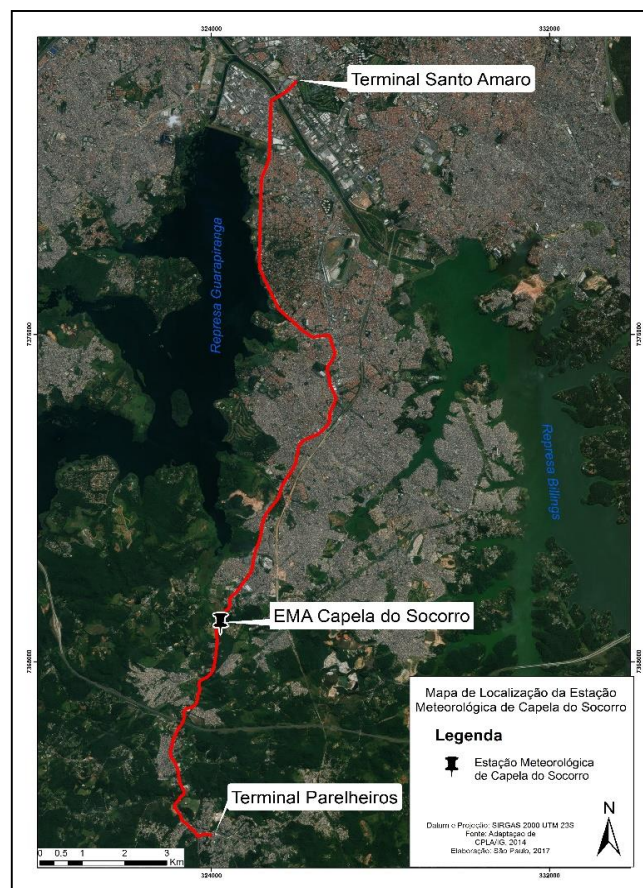 324000 332000
Terminal Santo Amaro
Represa Guarapiranga
7376000 7376000
Represa Billings
EMA Capela do Socorro
7368000 7368000
Mapa de Localização da Estação
Meteorológica de Capela do Socorro
Legenda
Estação Meteorológica
de Capela do Socorro
Terminal Parelheiros
N
Datum e Projeção: SIRGAS 2000 UTM 23S
Fonte: Adaptação de
CPLA/IG, 2014
Elaboração: São Paulo, 2017
0 0.5 1 2 3
Km
324000 332000